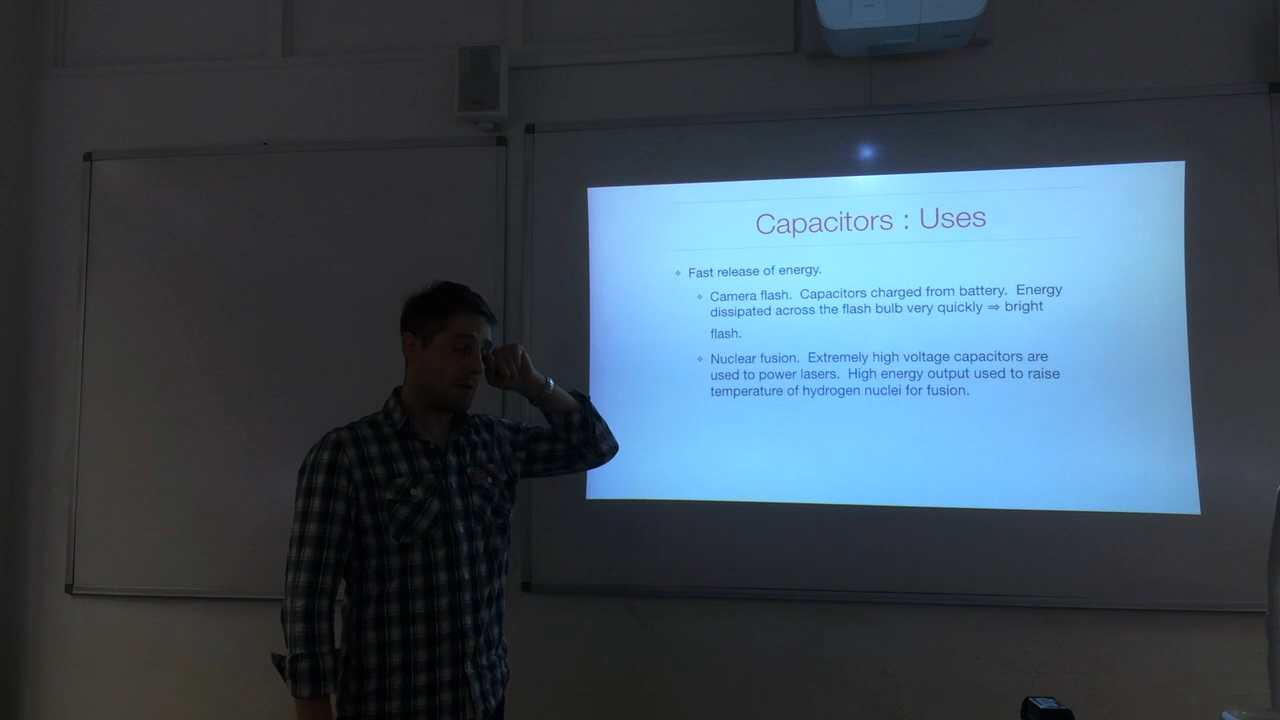 Capacitors : Uses
Fast release of energy.
Camera flash. Capacitors charged from battery. Energy
dissipated across the flash bulb very quickly ⇒ bright
flash.
Nuclear fusion. Extremely high voltage capacitors are
used to power lasers. High energy output used to raise
temperature of hydrogen nuclei for fusion.